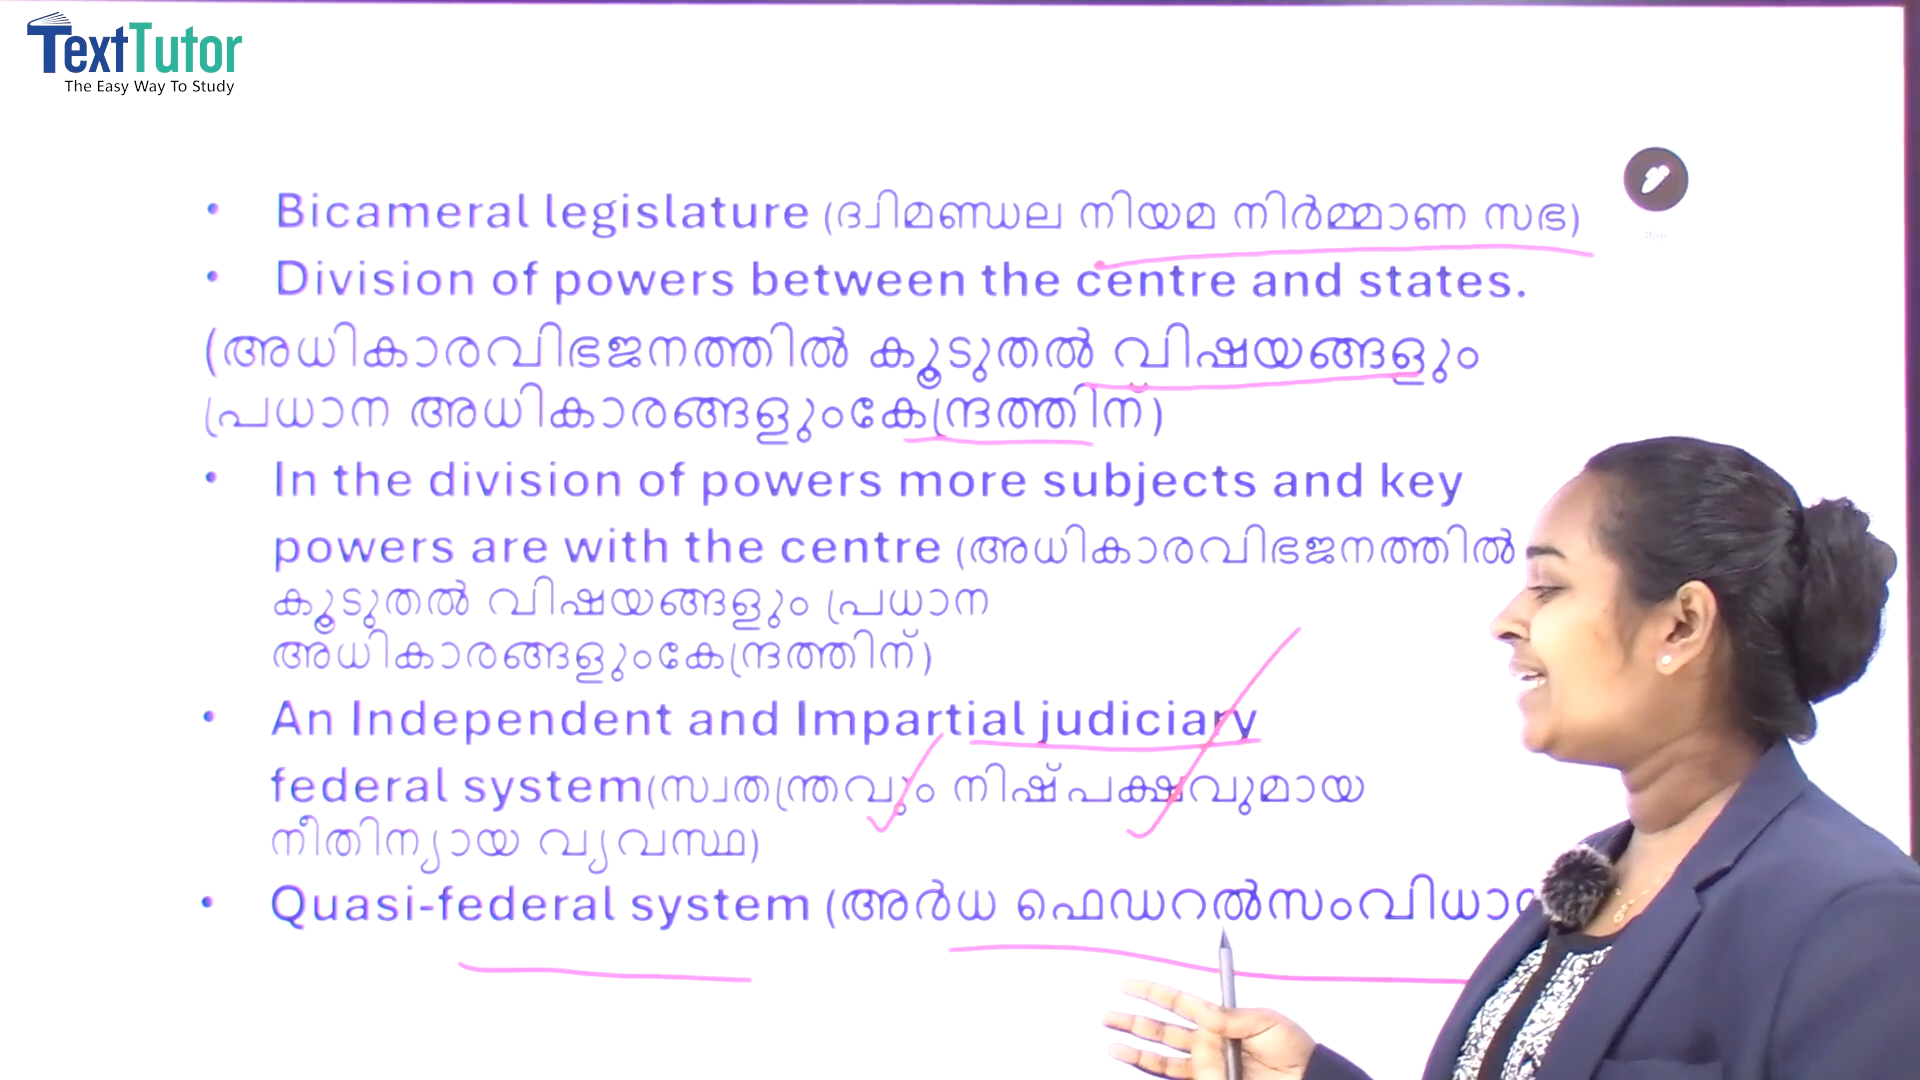 TextTutor
The Easy Way To Study
• Bicameral legislature (ദ്വിമണ്ഡല നിയമ നിർമ്മാണ സഭ)
• Division of powers between the centre and states.
(അധികാരവിഭജനത്തിൽ കൂടുതൽ വിഷയങ്ങളും
പ്രധാന അധികാരങ്ങളുംകേന്ദ്രത്തിന്)
• In the division of powers more subjects and key
powers are with the centre (അധികാരവിഭജനത്തിൽ
കൂടുതൽ വിഷയങ്ങളും പ്രധാന
അധികാരങ്ങളുംകേന്ദ്രത്തിന്)
• An Independent and Impartial judiciary
federal system(സ്വതന്ത്രവും നിഷ്പക്ഷവുമായ
നീതിന്യായ വ്യവസ്ഥ)
• Quasi-federal system (അർധ ഫെഡറൽ